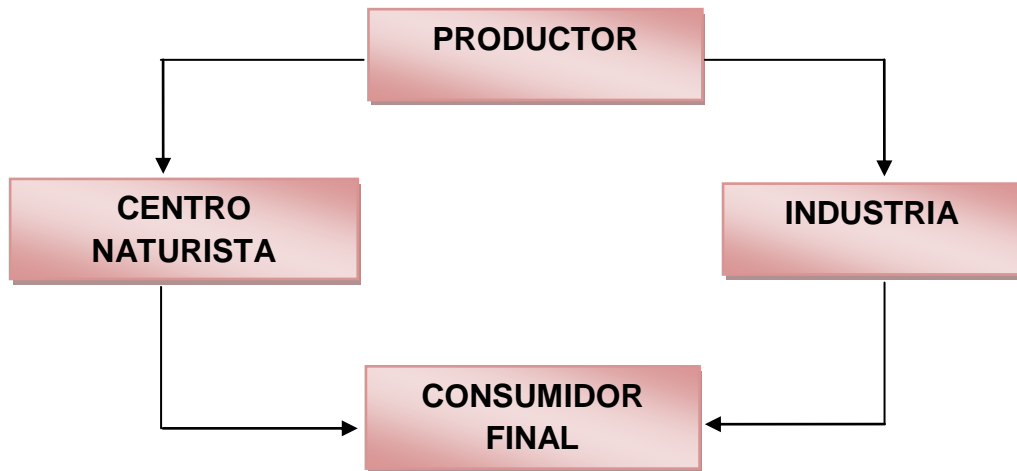 PRODUCTOR
CENTRO
NATURISTA
INDUSTRIA
CONSUMIDOR
FINAL